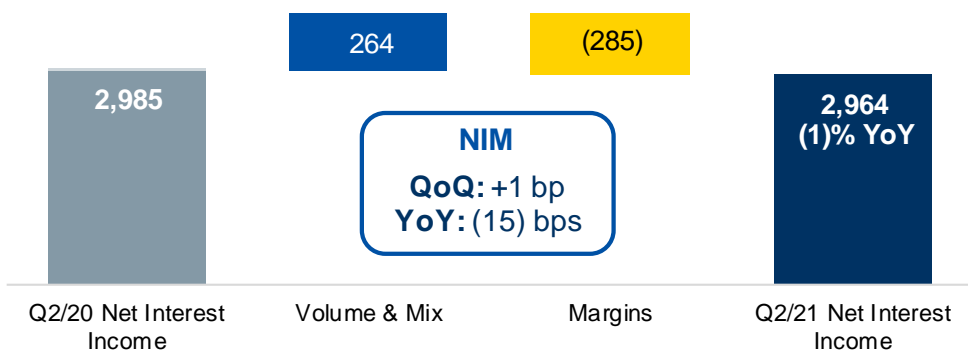 264
(285)
2,985
2,964
(1)% YoY
NIM
QoQ: +1 bp
YoY: (15) bps
Q2/20 Net Interest
Income
Volume & Mix
Margins
Q2/21 Net Interest
Income